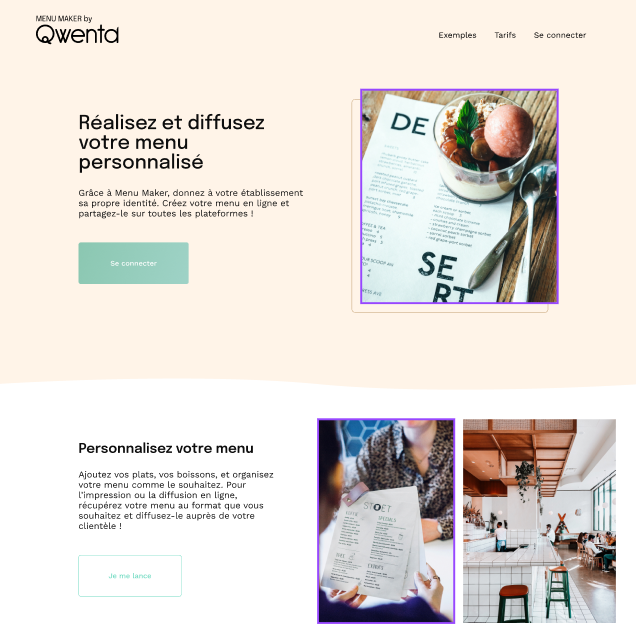 MENU MAKER by
Qwenta
Exemples
Tarifs
Se connecter
Réalisez et diffusez
votre menu
personnalisé
Grâce à Menu Maker, donnez à votre établissement
sa propre identité. Créez votre menu en ligne et
partagez-le sur toutes les plateformes !
Se connecter
DE
SE
RT
Personnalisez votre menu
Ajoutez vos plats, vos boissons, et organisez
votre menu comme le souhaitez. Pour
l'impression ou la diffusion en ligne,
récupérez votre menu au format que vous
souhaitez et diffusez-le auprès de votre
clientèle !
Je me lance
STOET